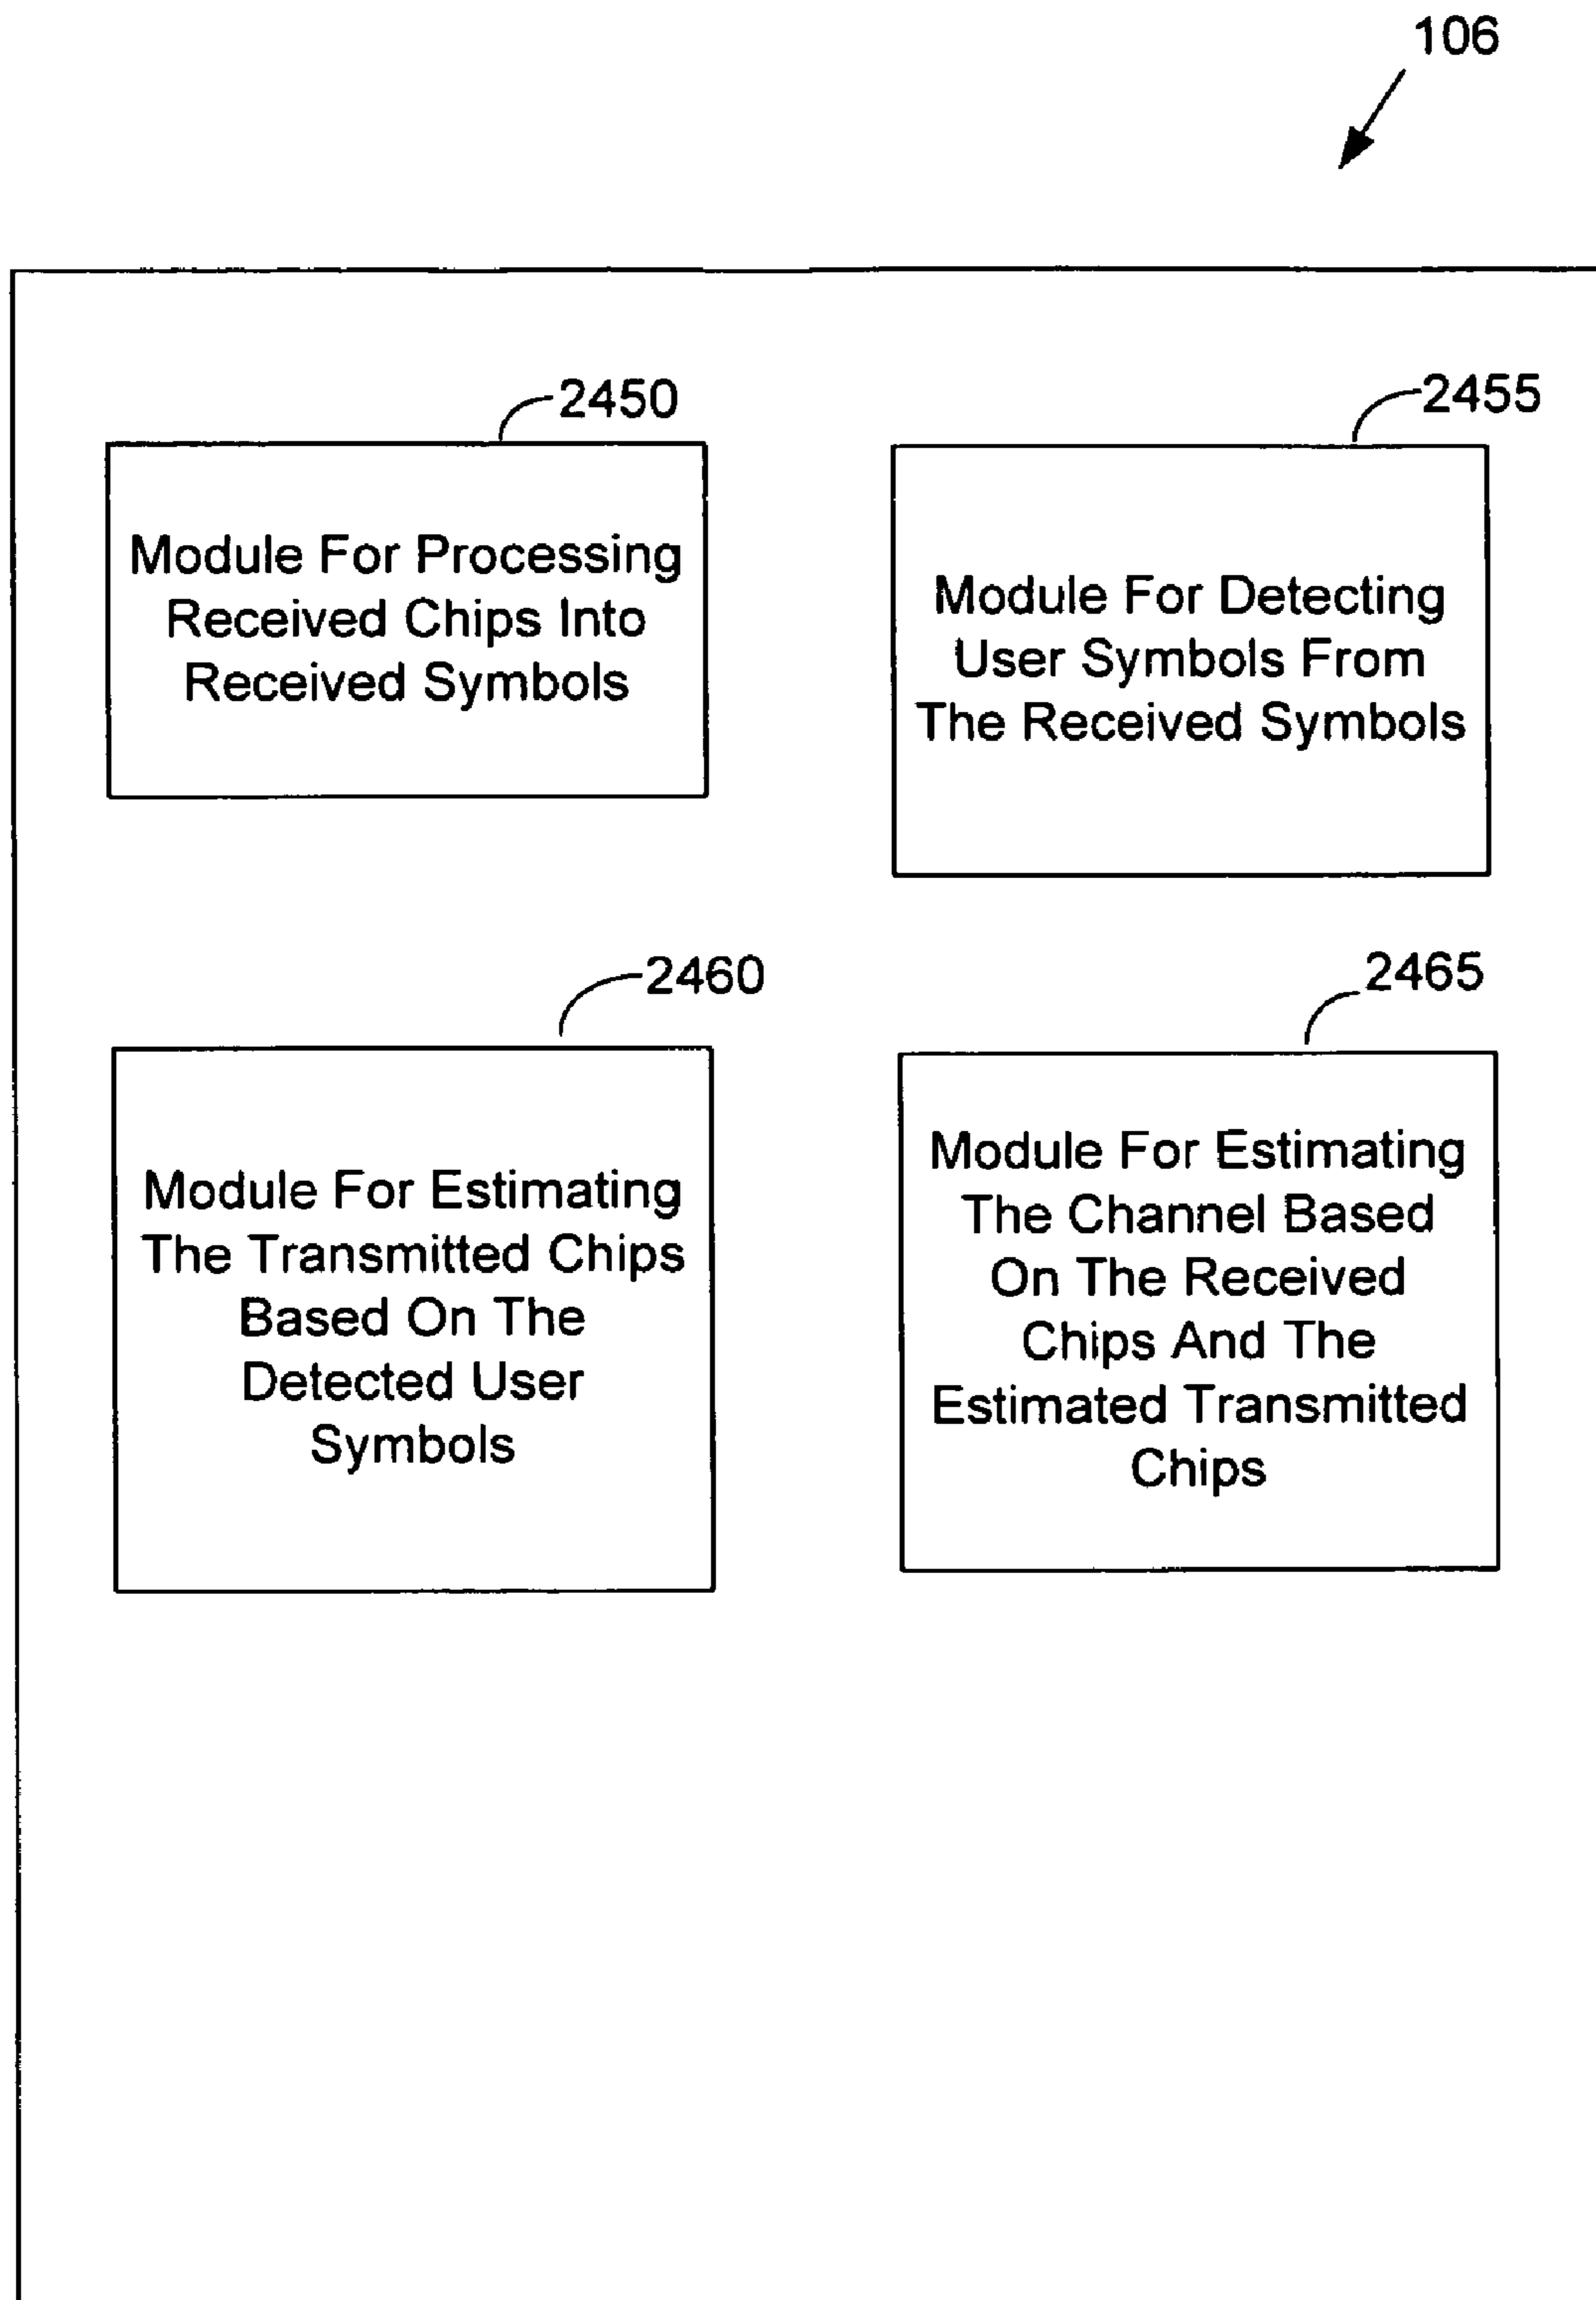 106
2450
Module For Processing
Received Chips Into
Received Symbols
2455
Module For Detecting
User Symbols From
The Received Symbols
2460
Module For Estimating
The Transmitted Chips
Based On The
Detected User
Symbols
2465
Module For Estimating
The Channel Based
On The Received
Chips And The
Estimated Transmitted
Chips